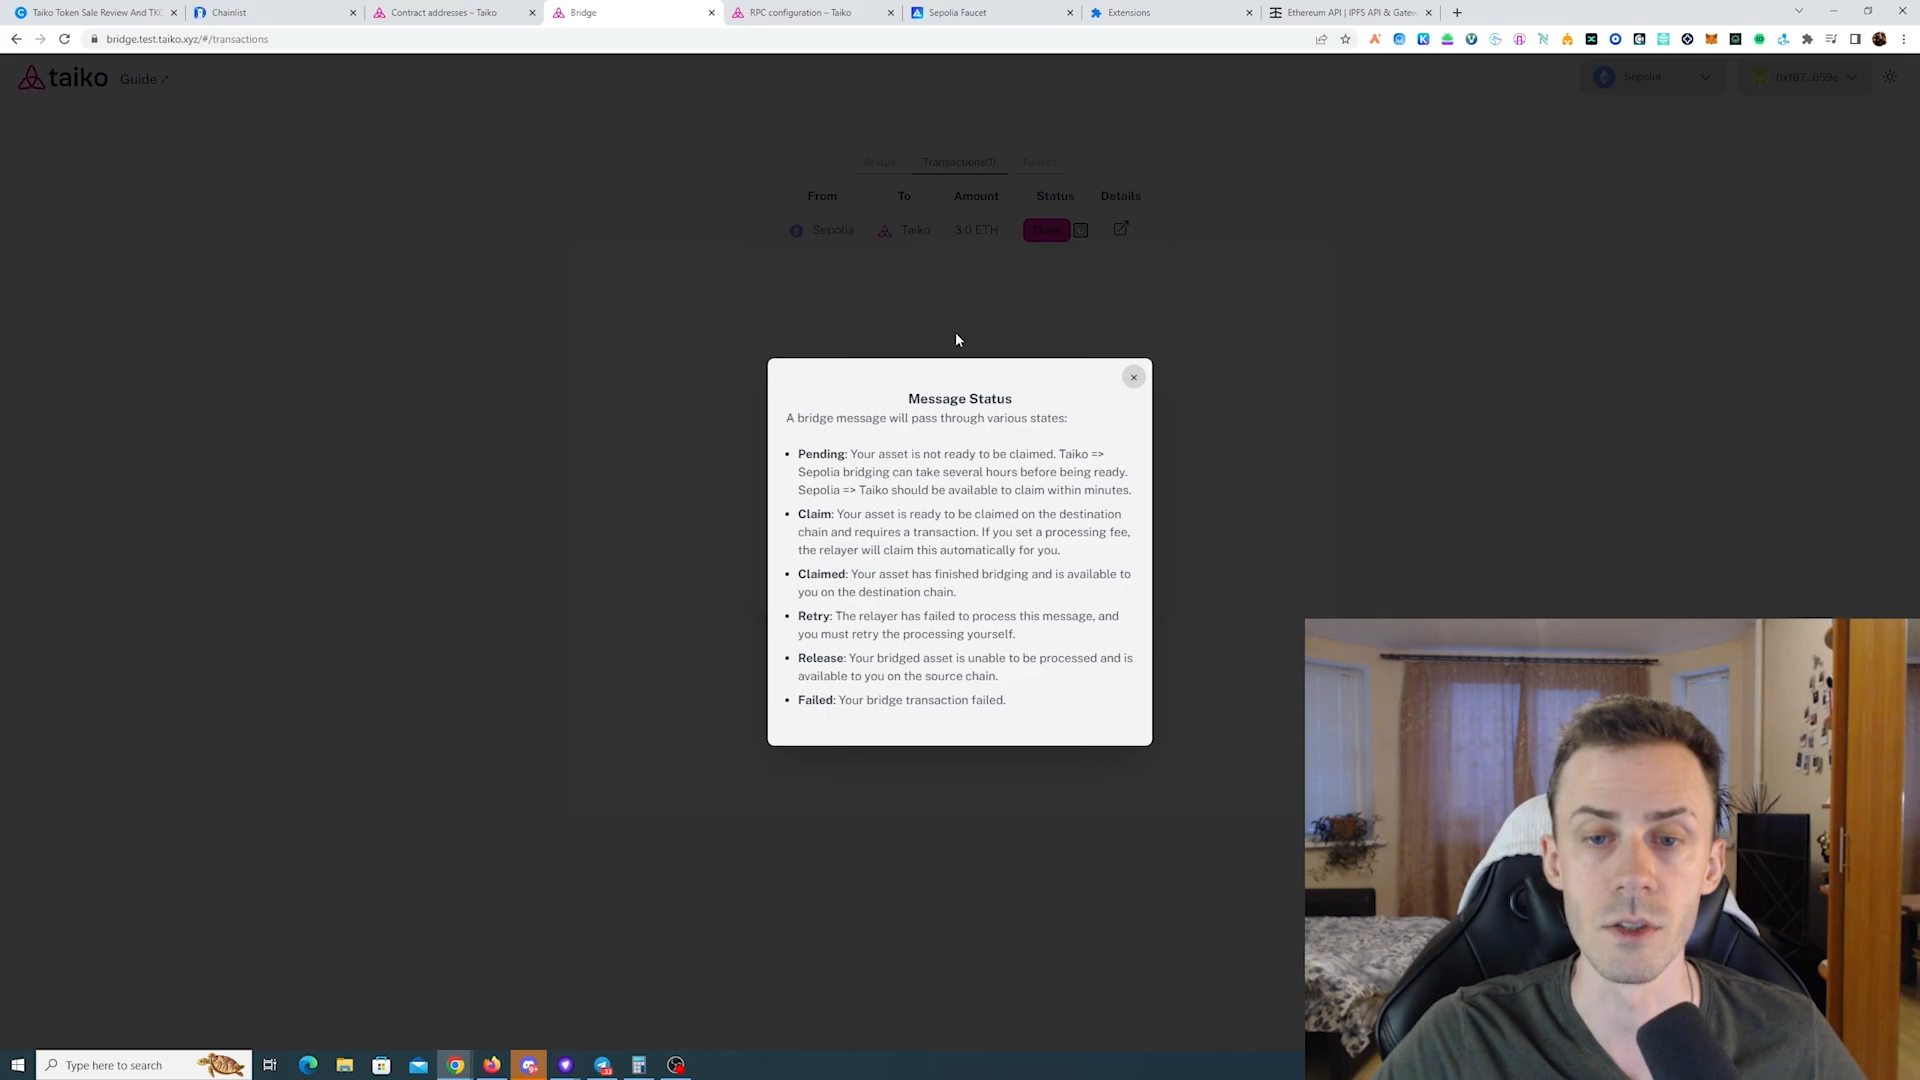 Taiko Token Sale Review And TKO
Chainlist
Contract addresses – Taiko
Bridge
RPC configuration – Taiko
Sepolia Faucet
Extensions
Ethereum API | IPFS API & Gatew
bridge.test.taiko.xyz/#/transactions
taiko
Guide ↗
Sepolia
0xf87...059e
Bridge
Transactions(1)
Faucet
From To Amount Status Details
Sepolia Taiko 3.0 ETH Claim
Message Status
A bridge message will pass through various states:
• Pending: Your asset is not ready to be claimed. Taiko =>
Sepolia bridging can take several hours before being ready.
Sepolia => Taiko should be available to claim within minutes.
• Claim: Your asset is ready to be claimed on the destination
chain and requires a transaction. If you set a processing fee,
the relayer will claim this automatically for you.
• Claimed: Your asset has finished bridging and is available to
you on the destination chain.
• Retry: The relayer has failed to process this message, and
you must retry the processing yourself.
• Release: Your bridged asset is unable to be processed and is
available to you on the source chain.
• Failed: Your bridge transaction failed.
Type here to search